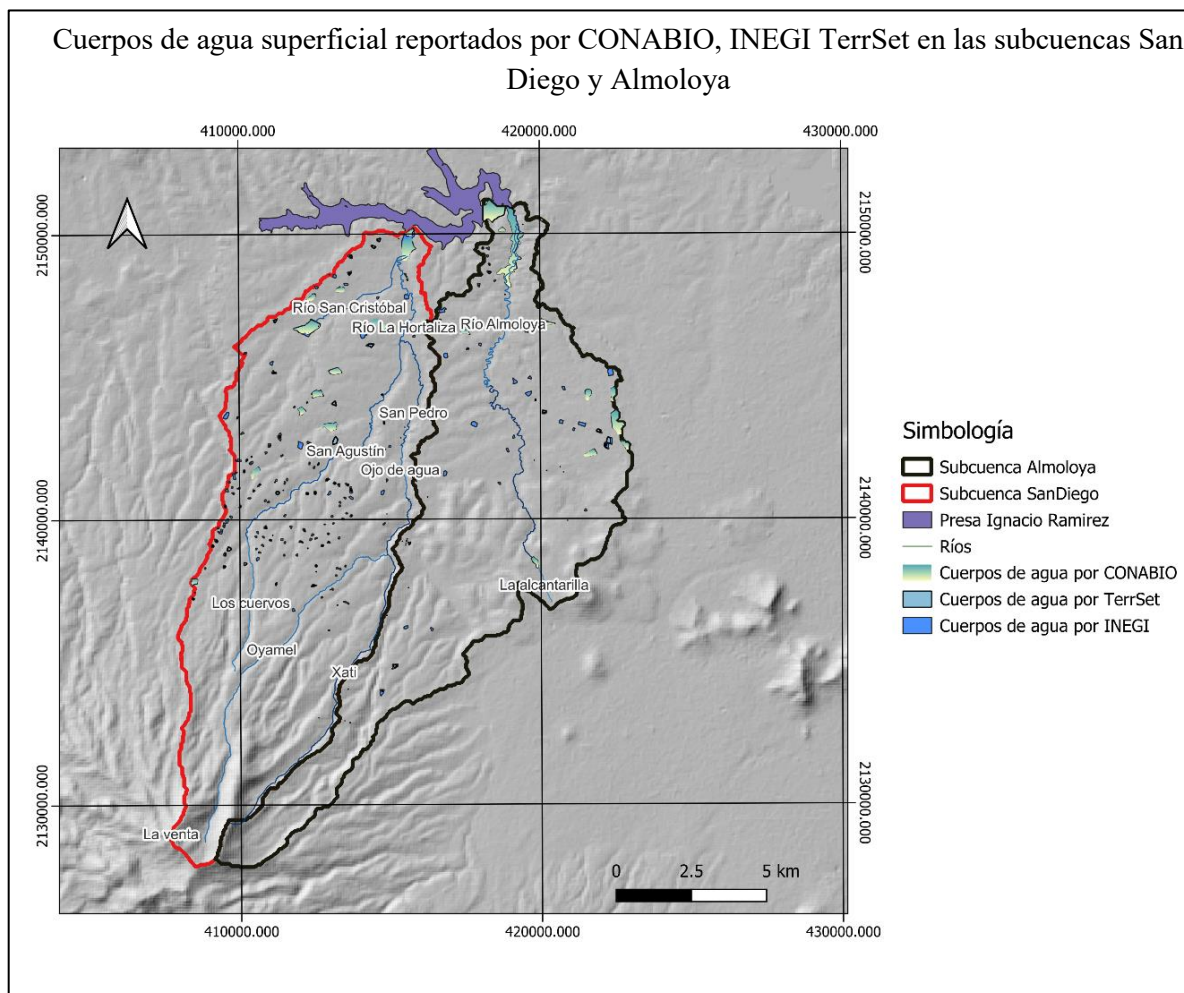 Cuerpos de agua superficial reportados por CONABIO, INEGI TerrSet en las subcuencas San
Diego y Almoloya
410000.000
420000.000
430000.000
2150000.000
2150000.000
Río San Cristóbal
Río La Hortaliza
Río Almoloya
San Pedro
San Agustín
Ojo de agua
2140000.000
2140000.000
La alcantarilla
Los cuervos
Oyamel
Xati
2130000.000
2130000.000
La venta
0
2.5
5 km
410000.000
420000.000
430000.000
Simbología
Subcuenca Almoloya
Subcuenca SanDiego
Presa Ignacio Ramirez
Ríos
Cuerpos de agua por CONABIO
Cuerpos de agua por TerrSet
Cuerpos de agua por INEGI